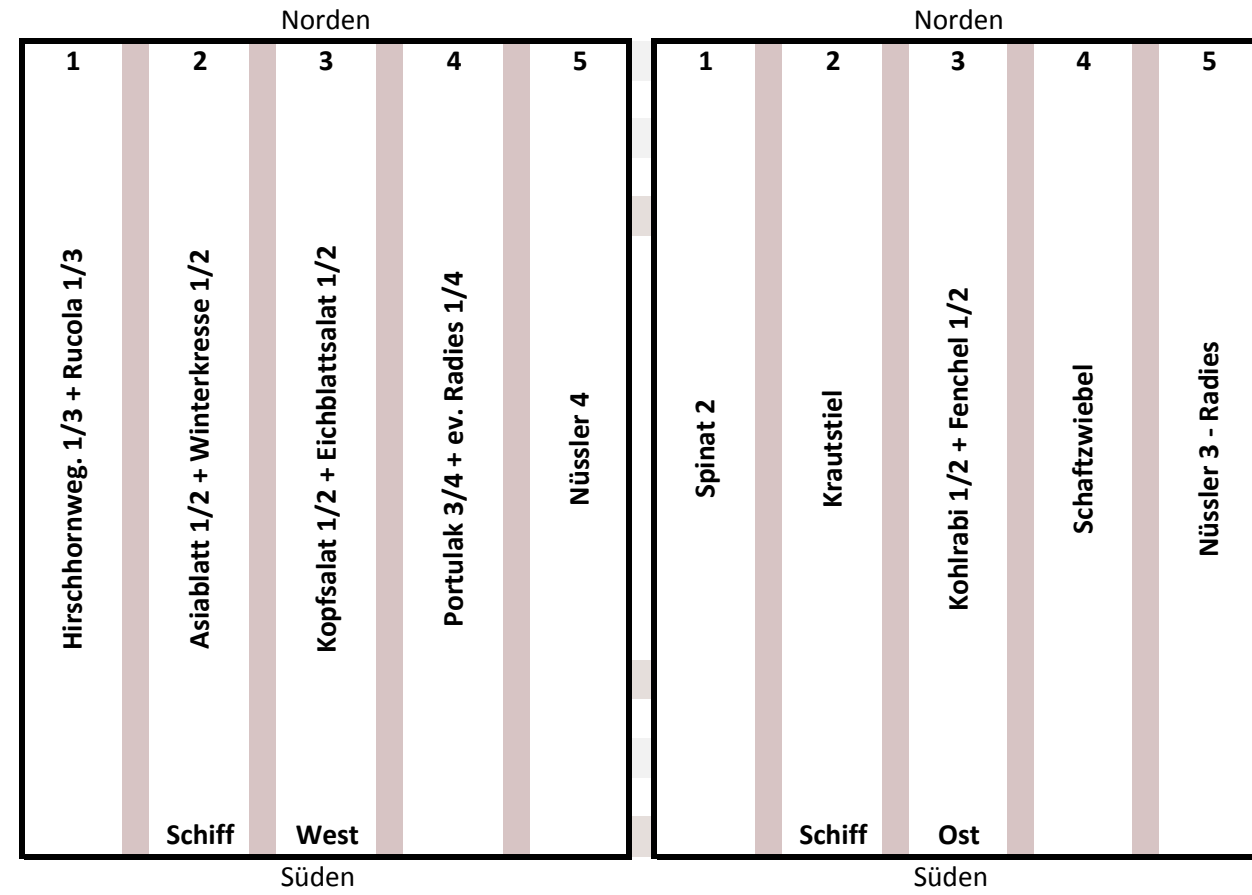 Norden
1 2 3 4 5
Hirschhornweg. 1/3 + Rucola 1/3
Asiablatt 1/2 + Winterkresse 1/2
Kopfsalat 1/2 + Eichblattsalat 1/2
Portulak 3/4 + ev. Radies 1/4
Nüssler 4
Schiff West
Süden
Norden
1 2 3 4 5
Spinat 2
Krautstiel
Kohlrabi 1/2 + Fenchel 1/2
Schaftzwiebel
Nüssler 3 - Radies
Schiff Ost
Süden